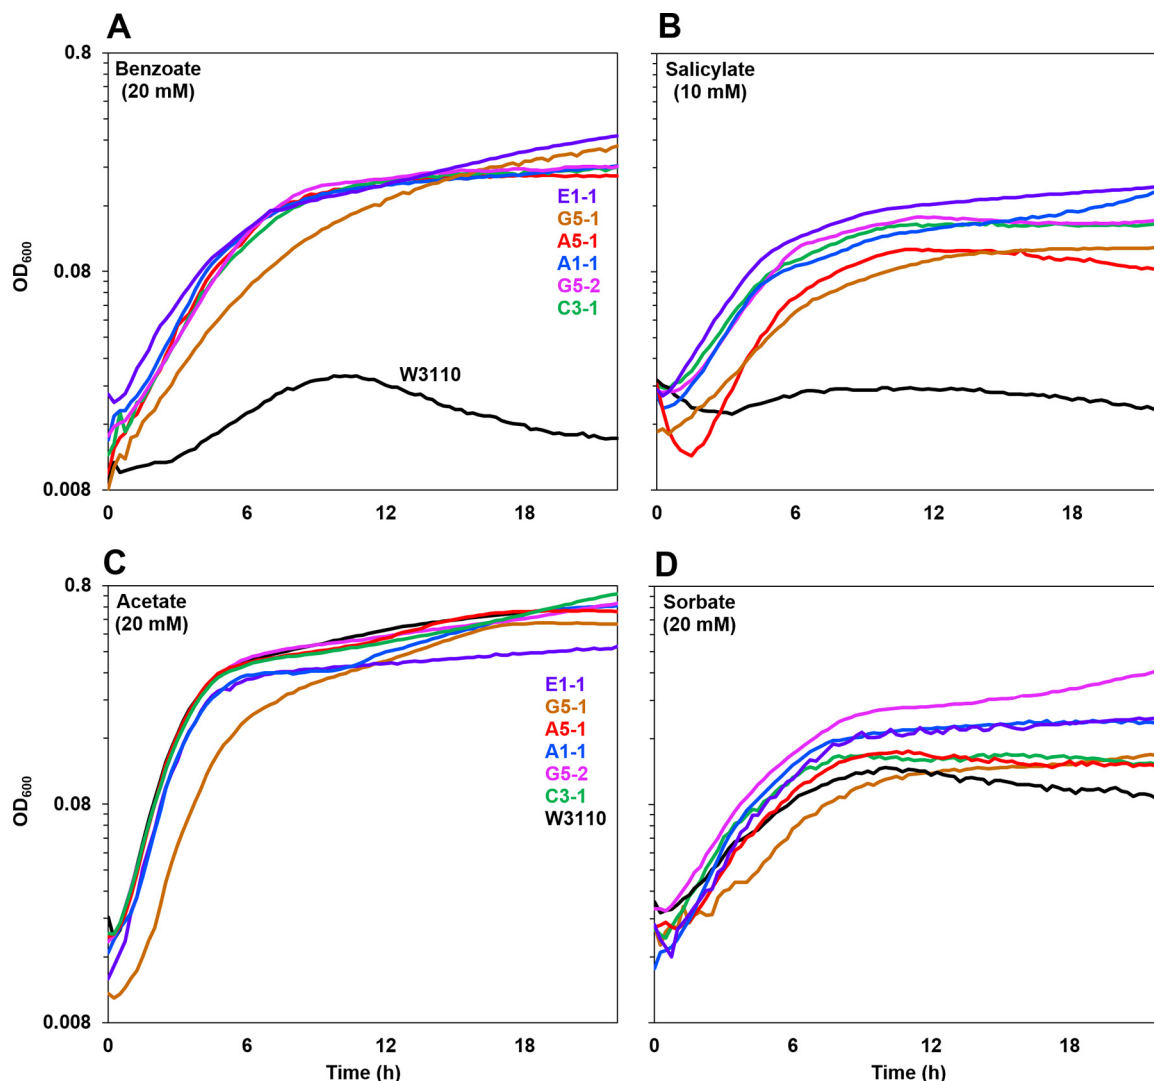 A
B
0.8
Benzoate
(20 mM)
Salicylate
(10 mM)
E1-1
G5-1
A5-1
A1-1
G5-2
C3-1
W3110
OD600
0.08
0.008
0
6
12
18
0
6
12
18
C
D
0.8
Acetate
(20 mM)
Sorbate
(20 mM)
E1-1
G5-1
A5-1
A1-1
G5-2
C3-1
W3110
OD600
0.08
0.008
0
6
12
18
0
6
12
18
Time (h)
Time (h)